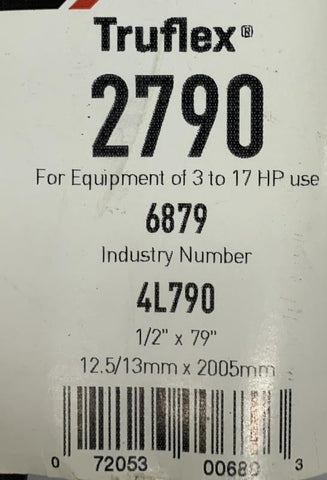 Truflex®
2790
For Equipment of 3 to 17 HP use
6879
Industry Number
4L790
1/2" x 79"
12.5/13mm x 2005mm
0 72053 00689 3